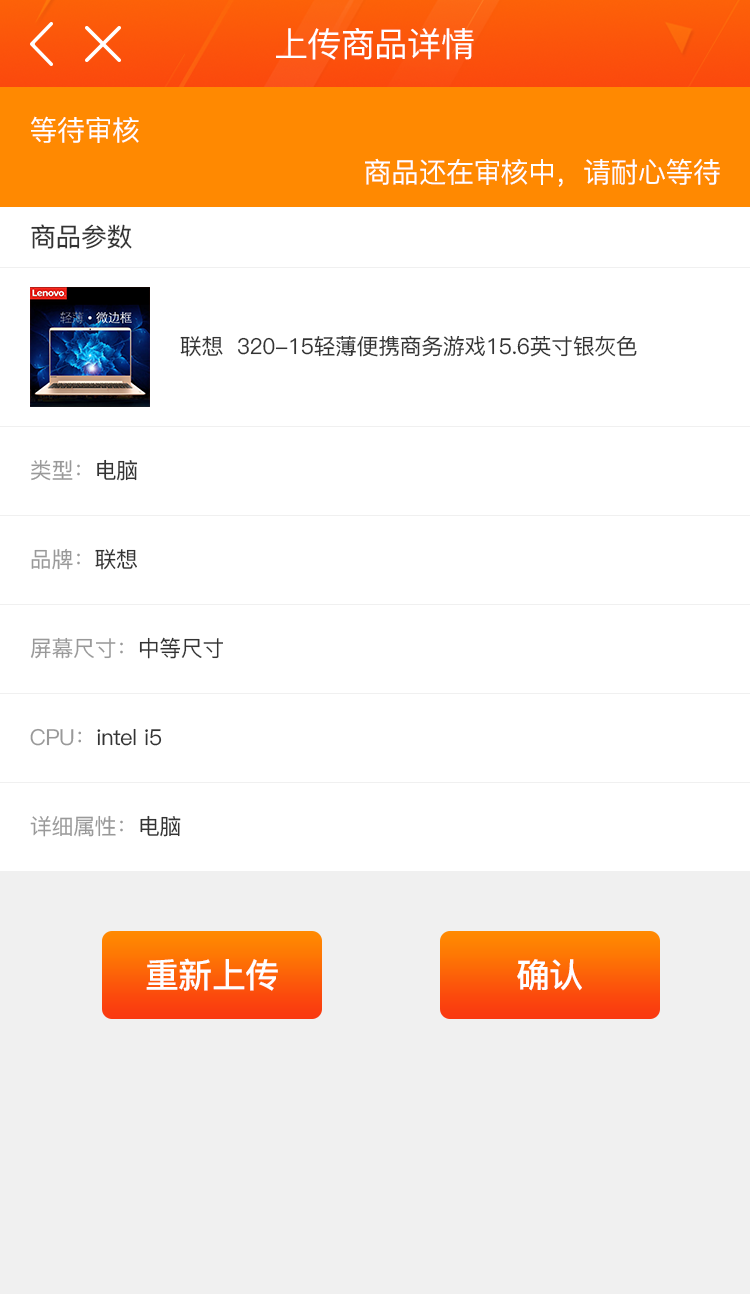 上传商品详情
等待审核
商品还在审核中，请耐心等待
商品参数
Lenovo
轻薄•微边框
联想 320-15轻薄便携商务游戏15.6英寸银灰色
类型：电脑
品牌：联想
屏幕尺寸：中等尺寸
CPU：intel i5
详细属性：电脑
重新上传
确认